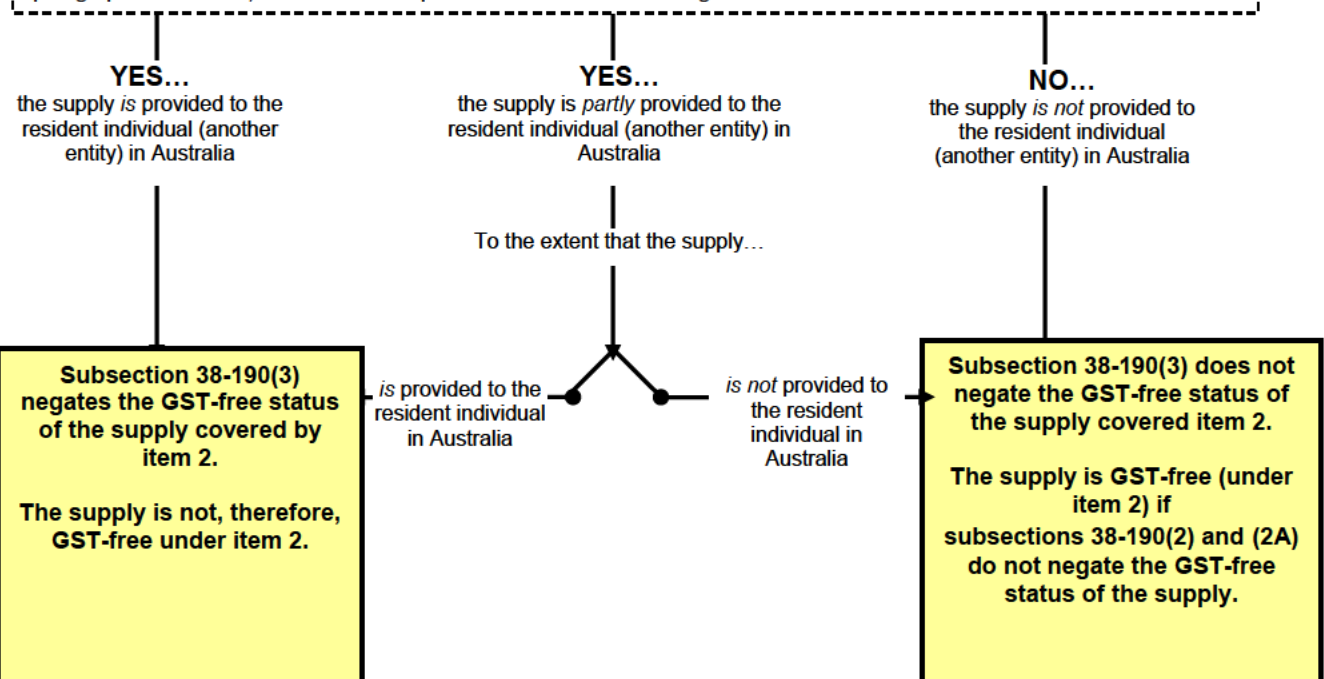 YES…
the supply is provided to the
resident individual (another
entity) in Australia
YES…
the supply is partly provided to the
resident individual (another entity) in
Australia
NO…
the supply is not provided to
the resident individual
(another entity) in Australia
To the extent that the supply…
Subsection 38-190(3)
negates the GST-free status
of the supply covered by
item 2.
The supply is not, therefore,
GST-free under item 2.
is provided to the
resident individual
in Australia
is not provided to
the resident
individual in
Australia
Subsection 38-190(3) does not
negate the GST-free status of
the supply covered item 2.
The supply is GST-free (under
item 2) if
subsections 38-190(2) and (2A)
do not negate the GST-free
status of the supply.